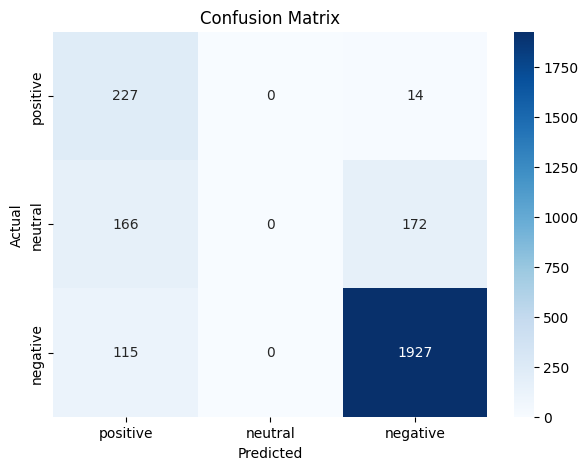 Confusion Matrix
positive
227
0
14
neutral
166
0
172
negative
115
0
1927
Actual
positive
neutral
negative
Predicted
1750
1500
1250
1000
750
500
250
0